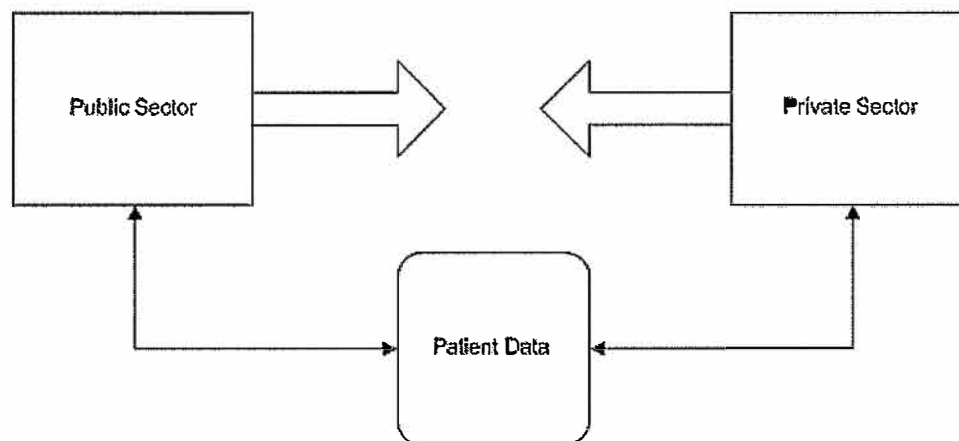 Public Sector
Private Sector
Patient Data